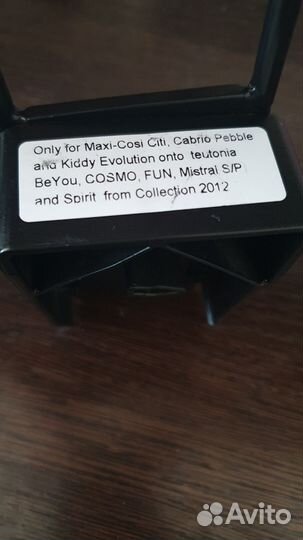 Only for Maxi-Cosi Citi, Cabrio Pebble
and Kiddy Evolution onto teutonia
BeYou, COSMO, FUN, Mistral S/P
and Spirit from Collection 2012
Avito